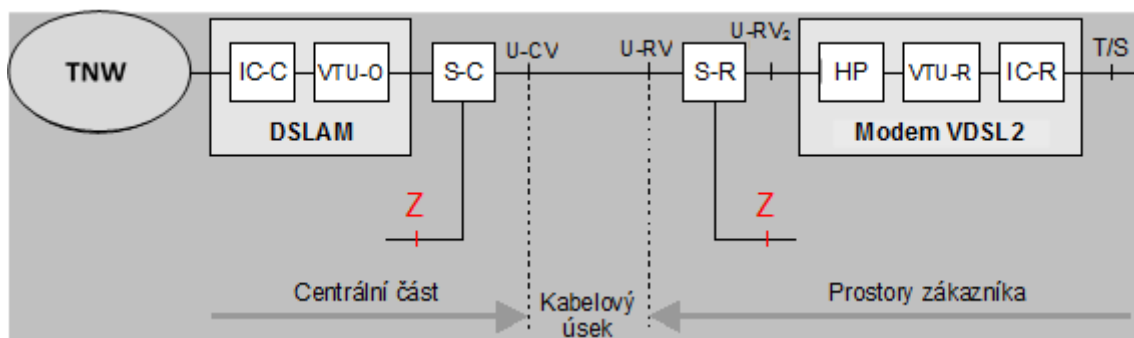 TNW
IC-C
VTU-O
DSLAM
S-C
U-CV
U-RV
S-R
U-RV₂
HP
VTU-R
IC-R
Modem VDSL2
T/S
Z
Z
Centrální část
Kabelový
úsek
Prostory zákazníka